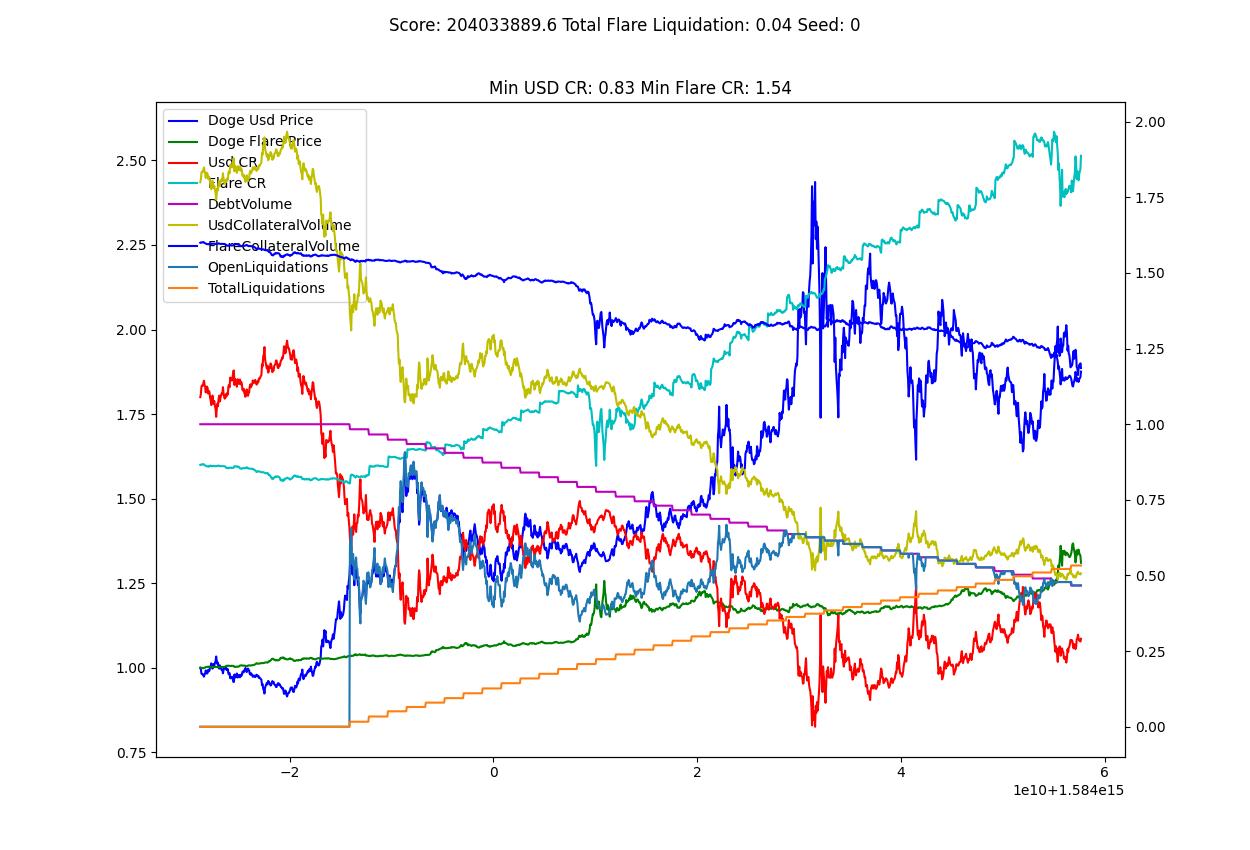 Score: 204033889.6 Total Flare Liquidation: 0.04 Seed: 0
Min USD CR: 0.83 Min Flare CR: 1.54
Doge Usd Price
Doge Flare Price
Usd CR
Flare CR
DebtVolume
UsdCollateralVolume
FlareCollateralVolume
OpenLiquidations
TotalLiquidations
2.50
2.25
2.00
1.75
1.50
1.25
1.00
0.75
2.00
1.75
1.50
1.25
1.00
0.75
0.50
0.25
0.00
−2
0
2
4
6
1e10+1.584e15